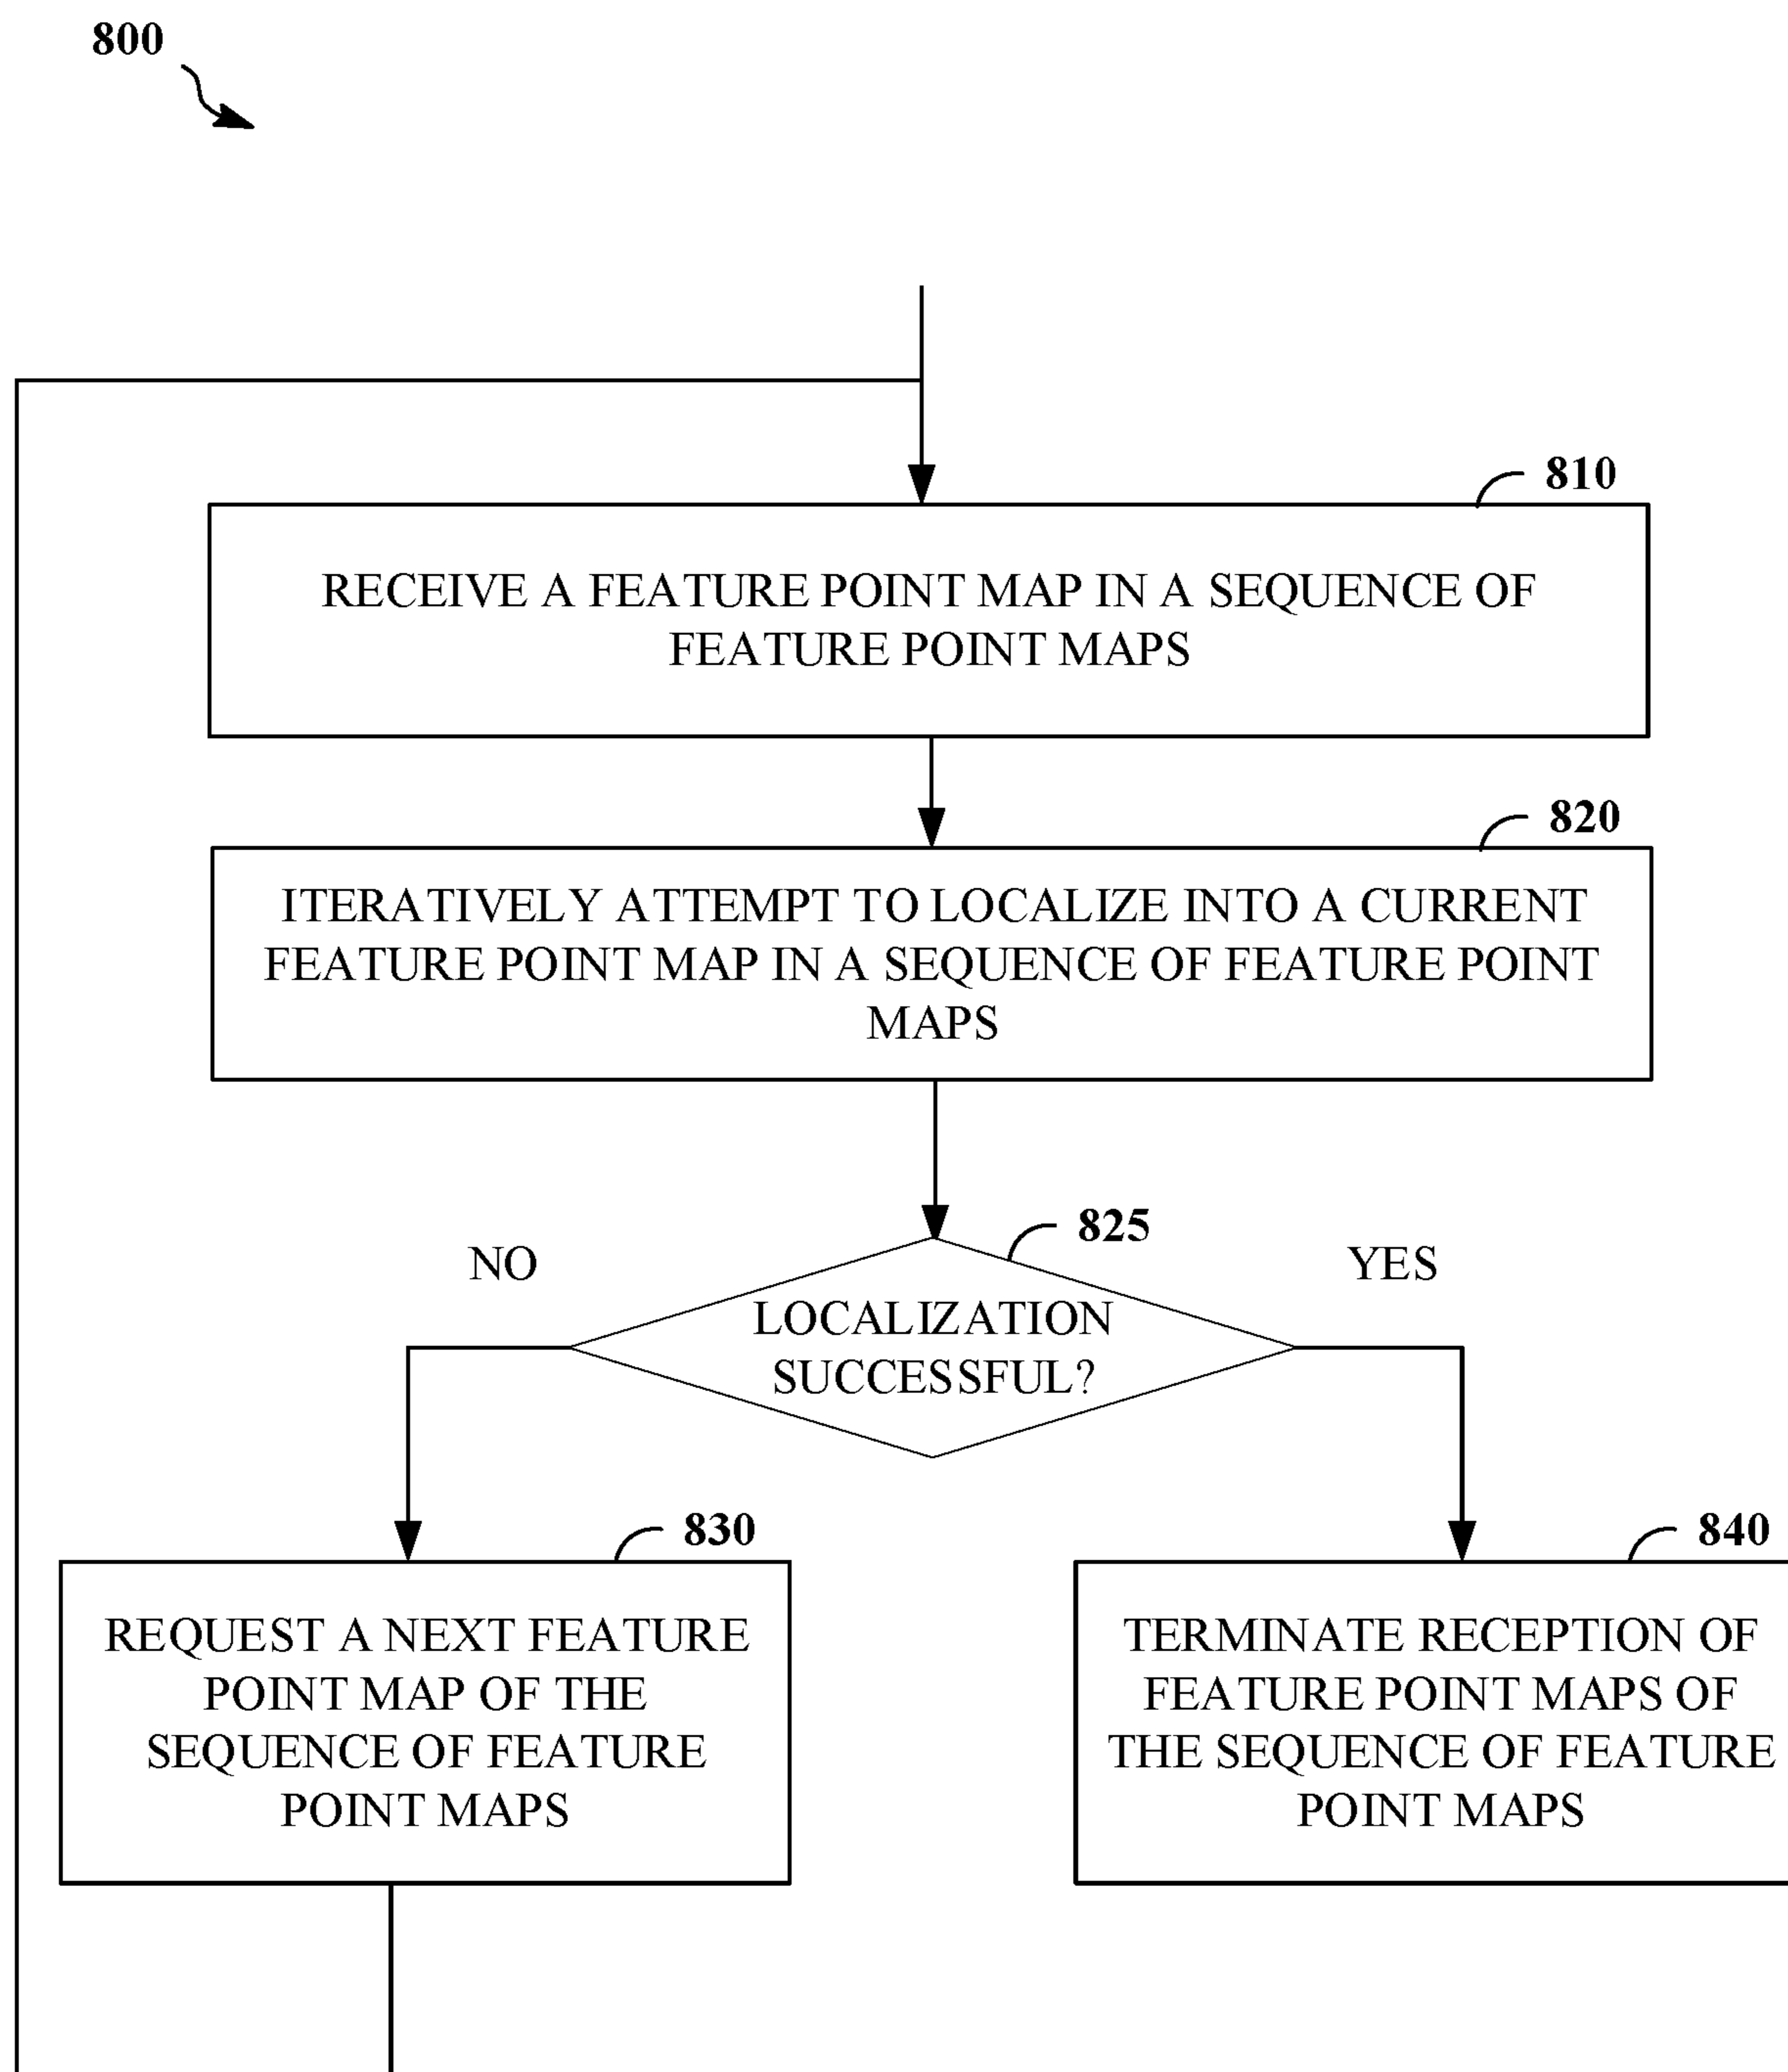 800
810
RECEIVE A FEATURE POINT MAP IN A SEQUENCE OF
FEATURE POINT MAPS
820
ITERATIVELY ATTEMPT TO LOCALIZE INTO A CURRENT
FEATURE POINT MAP IN A SEQUENCE OF FEATURE POINT
MAPS
825
NO
YES
LOCALIZATION
SUCCESSFUL?
830
REQUEST A NEXT FEATURE
POINT MAP OF THE
SEQUENCE OF FEATURE
POINT MAPS
840
TERMINATE RECEPTION OF
FEATURE POINT MAPS OF
THE SEQUENCE OF FEATURE
POINT MAPS